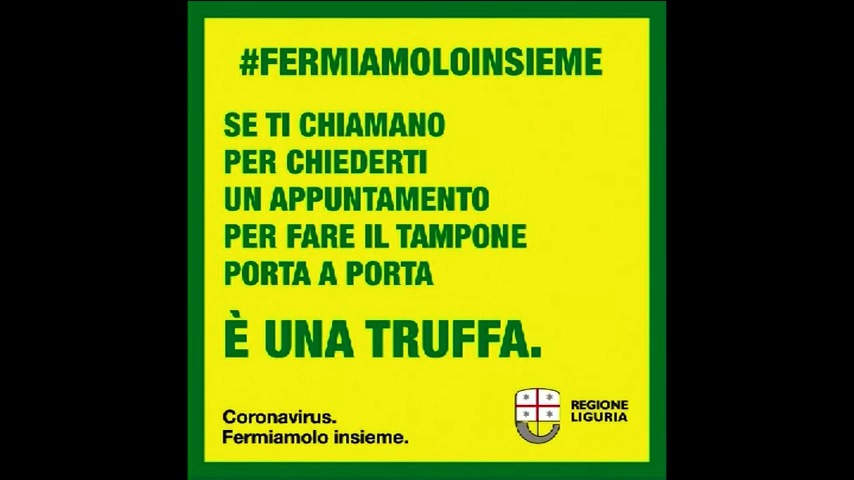 #FERMIAMOLOINSIEME
SE TI CHIAMANO
PER CHIEDERTI
UN APPUNTAMENTO
PER FARE IL TAMPONE
PORTA A PORTA
È UNA TRUFFA.
Coronavirus.
Fermiamolo insieme.
REGIONE
LIGURIA